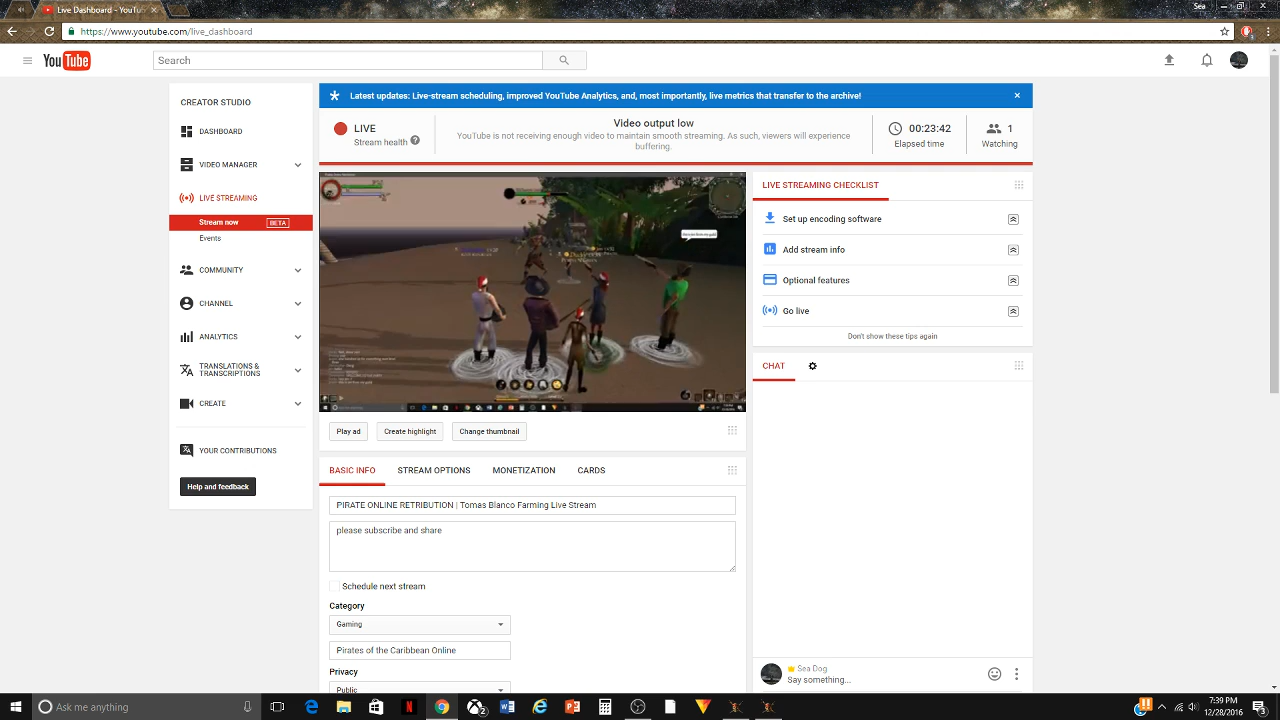 Live Dashboard - YouTub
https://www.youtube.com/live_dashboard
YouTube
Search
CREATOR STUDIO
DASHBOARD
VIDEO MANAGER
LIVE STREAMING
Stream now BETA
Events
COMMUNITY
CHANNEL
ANALYTICS
TRANSLATIONS &
TRANSCRIPTIONS
CREATE
YOUR CONTRIBUTIONS
Help and feedback
Latest updates: Live-stream scheduling, improved YouTube Analytics, and, most importantly, live metrics that transfer to the archive!
LIVE
Stream health
Video output low
YouTube is not receiving enough video to maintain smooth streaming. As such, viewers will experience
buffering.
00:23:42
Elapsed time
1
Watching
Play ad
Create highlight
Change thumbnail
BASIC INFO
STREAM OPTIONS
MONETIZATION
CARDS
PIRATE ONLINE RETRIBUTION | Tomas Blanco Farming Live Stream
please subscribe and share
Schedule next stream
Category
Gaming
Pirates of the Caribbean Online
Privacy
Public
LIVE STREAMING CHECKLIST
Set up encoding software
Add stream info
Optional features
Go live
Don't show these tips again
CHAT
Sea Dog
Say something...
Ask me anything
7:39 PM
12/28/2016